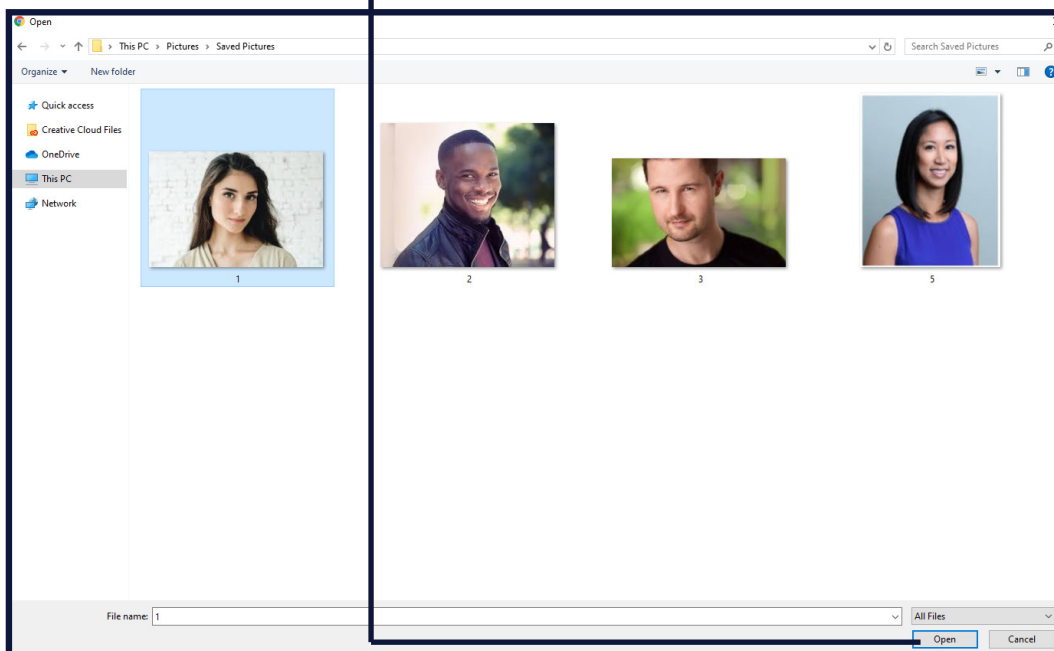 Open
This PC > Pictures > Saved Pictures
Search Saved Pictures
Organize
New folder
Quick access
Creative Cloud Files
OneDrive
This PC
Network
1
2
3
5
File name: 1
All Files
Open
Cancel